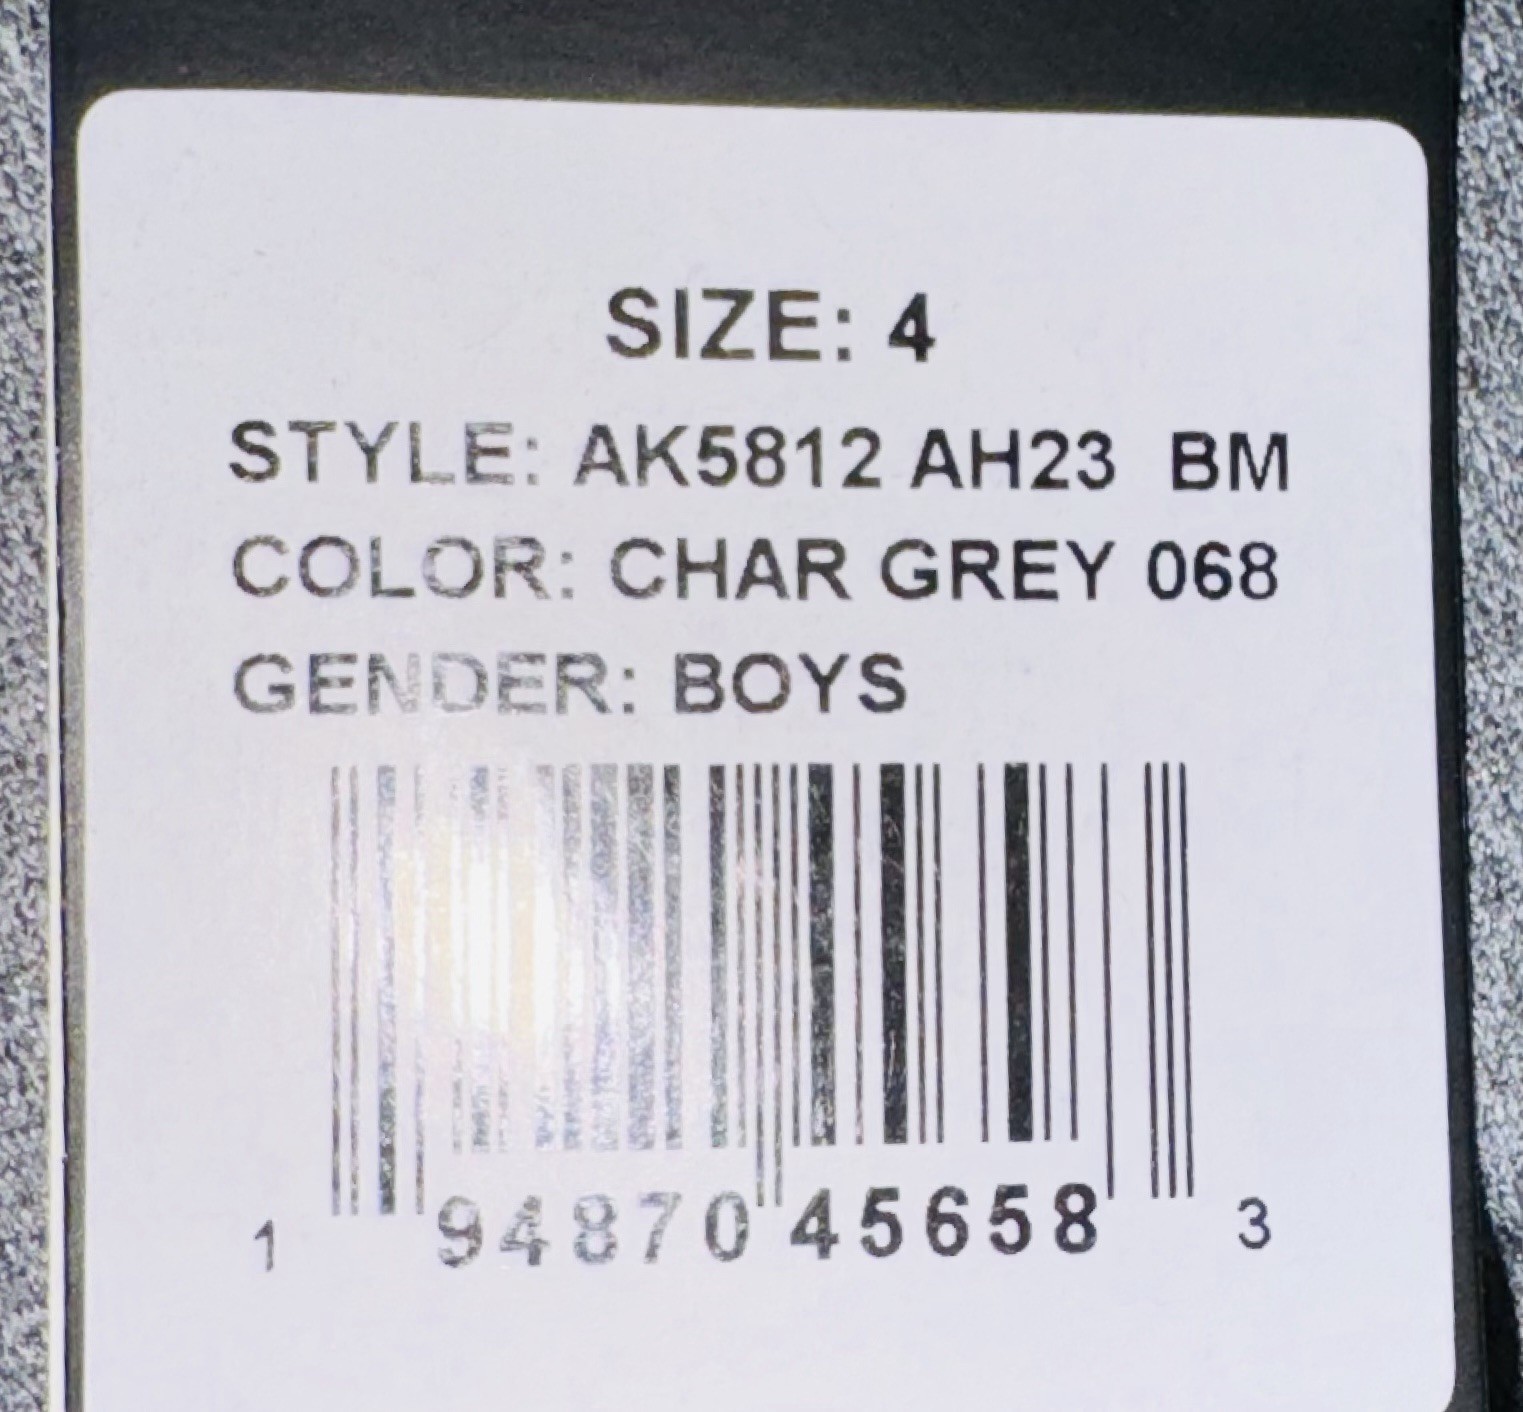 SIZE: 4
STYLE: AK5812 AH23 BM
COLOR: CHAR GREY 068
GENDER: BOYS
1 94870 45658 3